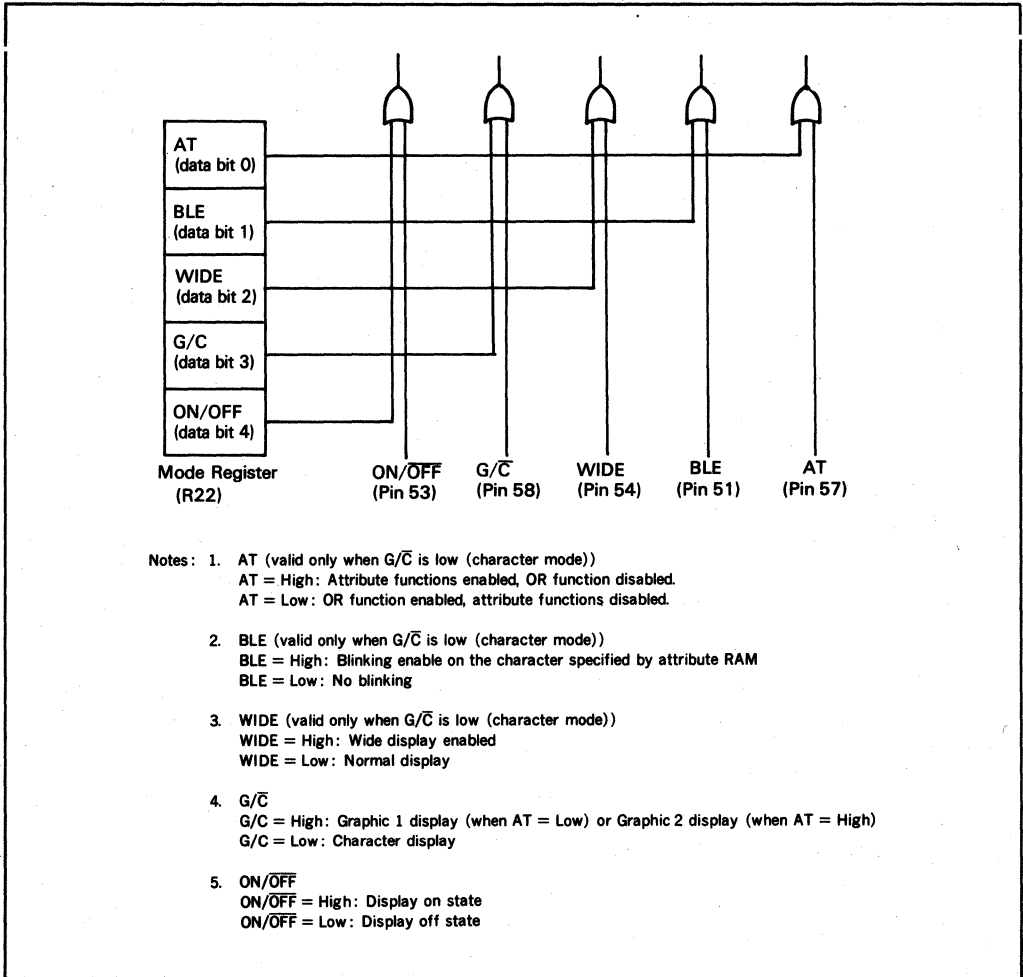 AT
(data bit 0)
BLE
(data bit 1)
WIDE
(data bit 2)
G/C
(data bit 3)
ON/OFF
(data bit 4)
Mode Register
(R22)
ON/O̅F̅F̅
(Pin 53)
G/C̅
(Pin 58)
WIDE
(Pin 54)
BLE
(Pin 51)
AT
(Pin 57)
Notes: 1. AT (valid only when G/C̅ is low (character mode))
AT = High: Attribute functions enabled, OR function disabled.
AT = Low: OR function enabled, attribute functions disabled.
2. BLE (valid only when G/C̅ is low (character mode))
BLE = High: Blinking enable on the character specified by attribute RAM
BLE = Low: No blinking
3. WIDE (valid only when G/C̅ is low (character mode))
WIDE = High: Wide display enabled
WIDE = Low: Normal display
4. G/C̅
G/C = High: Graphic 1 display (when AT = Low) or Graphic 2 display (when AT = High)
G/C = Low: Character display
5. ON/O̅F̅F̅
ON/O̅F̅F̅ = High: Display on state
ON/O̅F̅F̅ = Low: Display off state